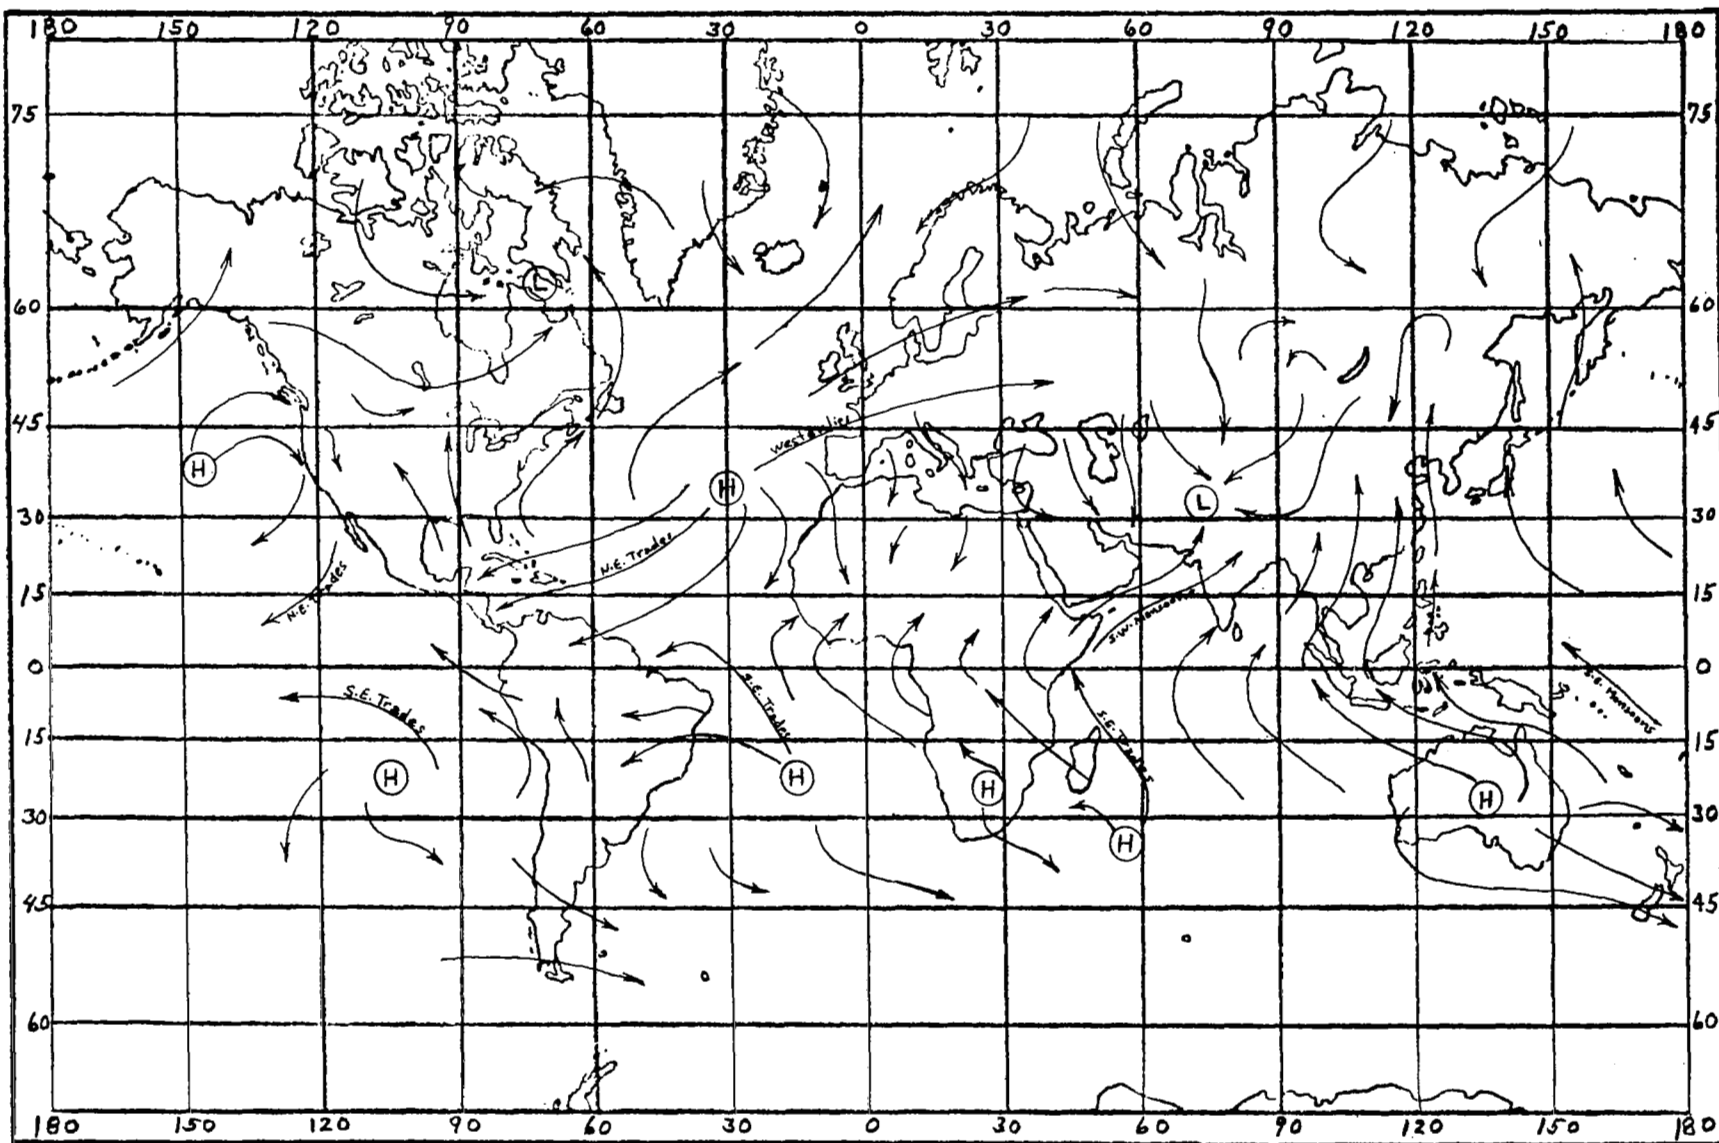 180 150 120 90 60 30 0 30 60 90 120 150 180
75 75
60 L 60
45 Westerlies 45
H H L
30 30
N.E. Trades N.E. Trades
15 S.W. Monsoons 15
0 0
S.E. Trades S.E. Trades S.E. Trades S.E. Monsoons
15 15
H H H H H
30 30
45 45
60 60
180 150 120 90 60 30 0 30 60 90 120 150 180